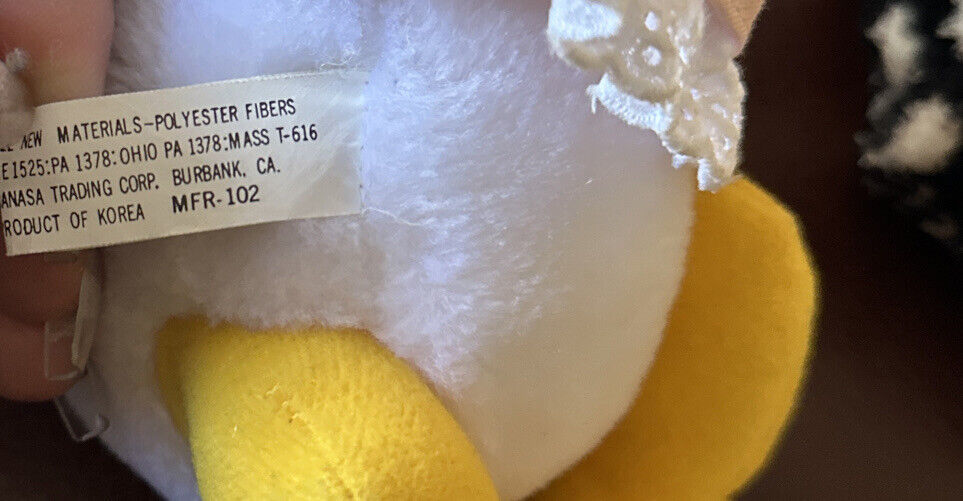 NEW MATERIALS-POLYESTER FIBERS
E1525:PA 1378:OHIO PA 1378:MASS T-616
ANASA TRADING CORP. BURBANK, CA.
RODUCT OF KOREA MFR-102